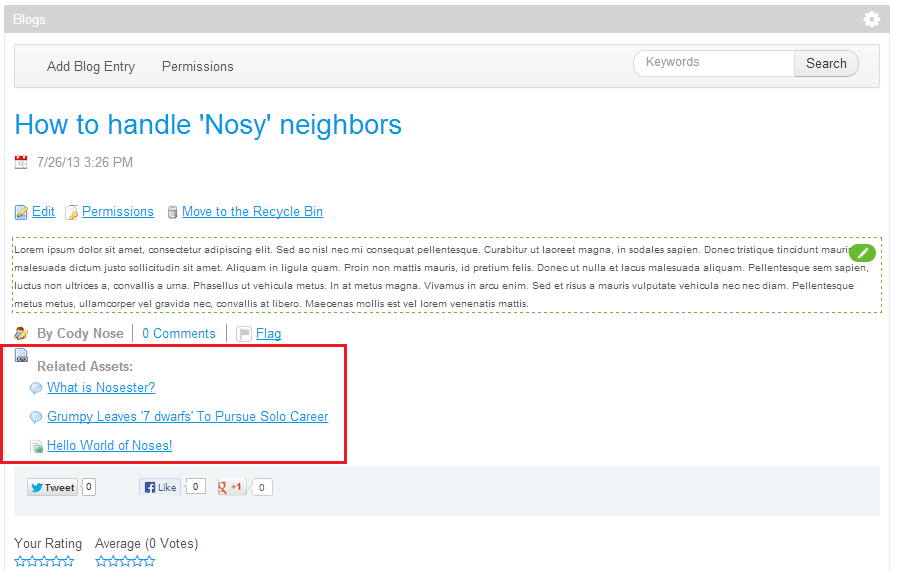 Blogs
Add Blog Entry Permissions Keywords Search
How to handle 'Nosy' neighbors
7/26/13 3:26 PM
Edit Permissions Move to the Recycle Bin
Lorem ipsum dolor sit amet, consectetur adipiscing elit. Sed ac nisl nec mi consequat pellentesque. Curabitur ut laoreet magna, in sodales sapien. Donec tristique tincidunt mauris
malesuada dictum justo sollicitudin sit amet. Aliquam in ligula quam. Proin non mattis mauris, id pretium felis. Donec ut nulla et lacus malesuada aliquam. Pellentesque sem sapien,
luctus non ultrices a, convallis a urna. Phasellus ut vehicula metus. In at metus magna. Vivamus in arcu enim. Sed et risus a mauris vulputate vehicula nec nec diam. Pellentesque
metus metus, ullamcorper vel gravida nec, convallis at libero. Maecenas mollis est vel lorem venenatis mattis.
By Cody Nose 0 Comments Flag
Related Assets:
What is Nosester?
Grumpy Leaves '7 dwarfs' To Pursue Solo Career
Hello World of Noses!
Tweet 0 Like 0 g +1 0
Your Rating Average (0 Votes)